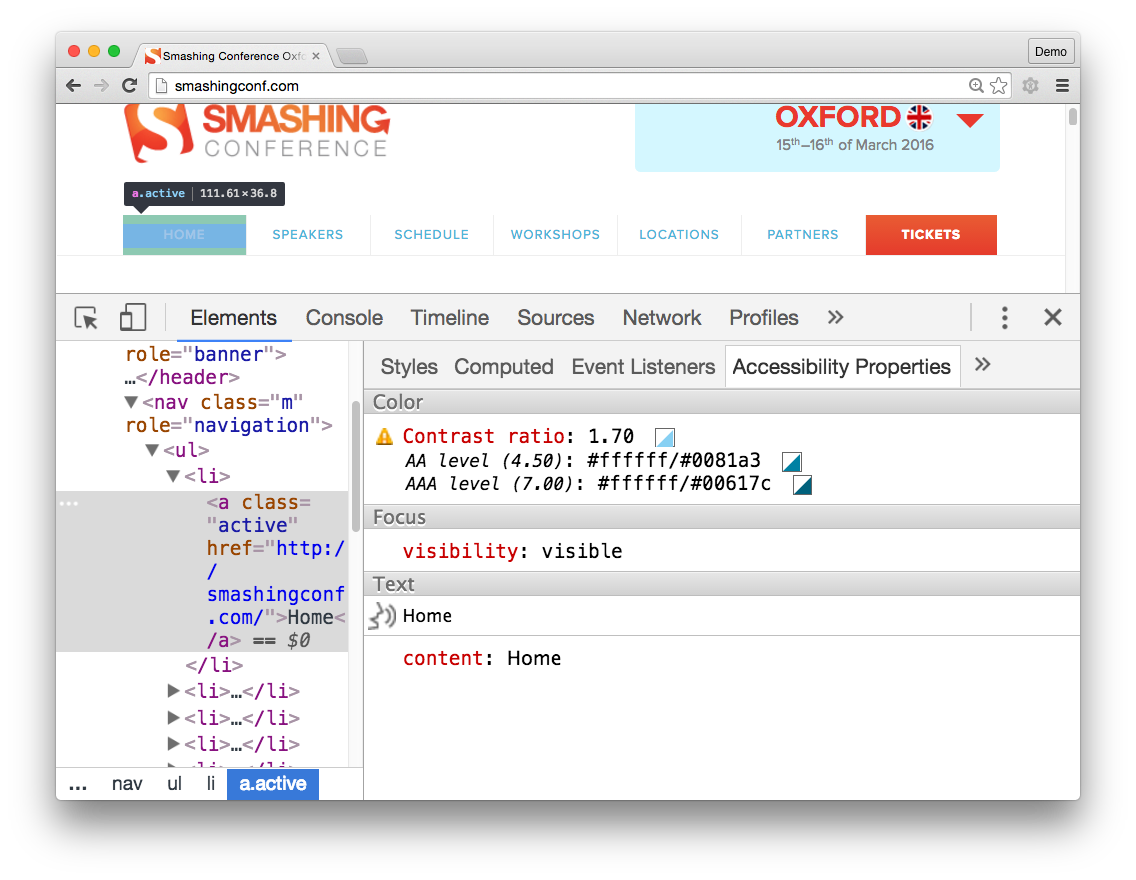 Smashing Conference Oxfo
Demo
smashingconf.com
SMASHING
CONFERENCE
OXFORD
15th–16th of March 2016
a.active | 111.61×36.8
HOME
SPEAKERS
SCHEDULE
WORKSHOPS
LOCATIONS
PARTNERS
TICKETS
Elements Console Timeline Sources Network Profiles »
role="banner">
…</header>
▼<nav class="m"
role="navigation">
▼<ul>
▼<li>
<a class=
"active"
href="http:/
/
smashingconf
.com/">Home<
/a> == $0
</li>
▶<li>…</li>
▶<li>…</li>
▶<li>…</li>
… nav ul li a.active
Styles Computed Event Listeners Accessibility Properties »
Color
Contrast ratio: 1.70
AA level (4.50): #ffffff/#0081a3
AAA level (7.00): #ffffff/#00617c
Focus
visibility: visible
Text
Home
content: Home